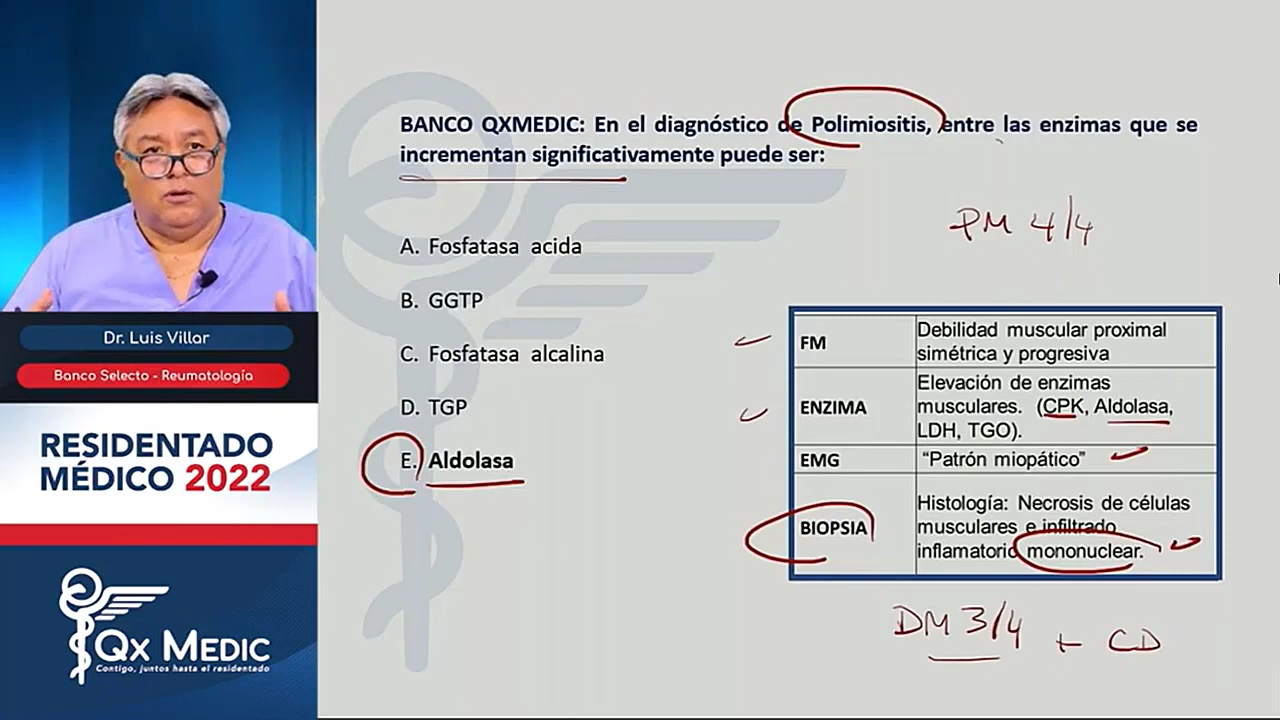 BANCO QXMEDIC: En el diagnóstico de Polimiositis, entre las enzimas que se
incrementan significativamente puede ser:
PM 4/4
A. Fosfatasa acida
B. GGTP
C. Fosfatasa alcalina
D. TGP
E. Aldolasa
FM
Debilidad muscular proximal
simétrica y progresiva
ENZIMA
Elevación de enzimas
musculares. (CPK, Aldolasa,
LDH, TGO).
EMG
“Patrón miopático”
BIOPSIA
Histología: Necrosis de células
musculares e infiltrado
inflamatorio mononuclear.
DM 3/4 + CD
Dr. Luis Villar
Banco Selecto - Reumatología
RESIDENTADO
MÉDICO 2022
QX MEDIC
Contigo, juntos hasta el residentado